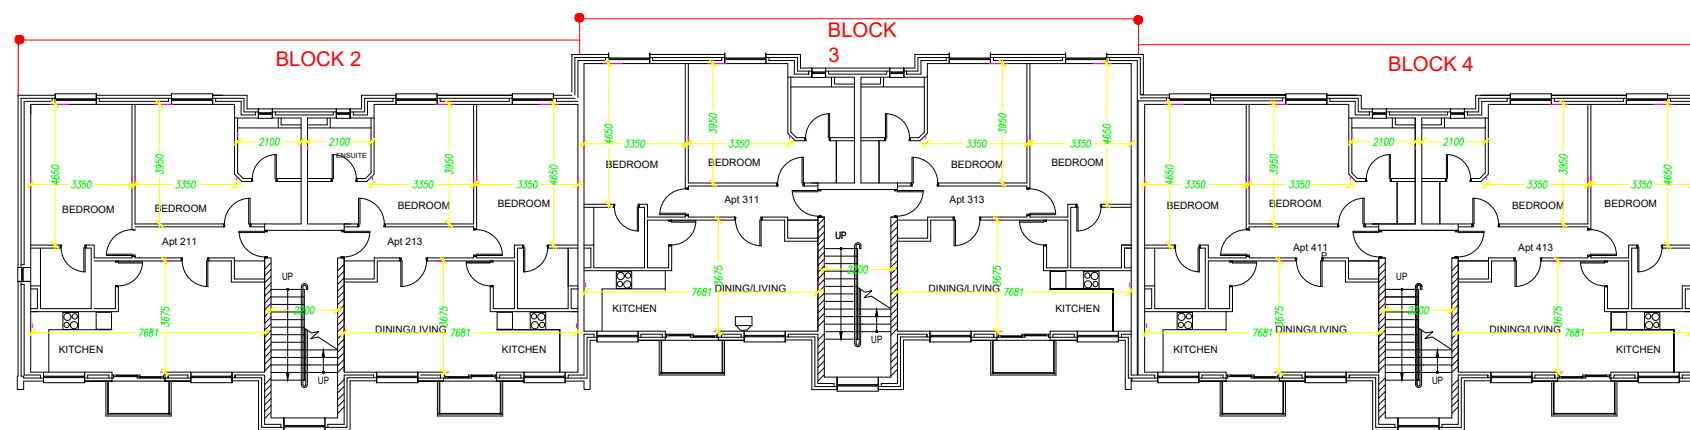 BLOCK 2
BLOCK
3
BLOCK 4
4650
3950
2100
2100
ENSUITE
3950
4650
3350
3350
3350
3350
BEDROOM
BEDROOM
BEDROOM
BEDROOM
Apt 211
Apt 213
UP
2200
3675
3675
7681
DINING/LIVING
7681
KITCHEN
KITCHEN
UP
4650
3950
3950
4650
3350
3350
3350
3350
BEDROOM
BEDROOM
BEDROOM
BEDROOM
Apt 311
Apt 313
UP
2200
3675
3675
7681
DINING/LIVING
DINING/LIVING
7681
KITCHEN
KITCHEN
UP
4650
3950
2100
2100
3950
4650
3350
3350
3350
3350
BEDROOM
BEDROOM
BEDROOM
BEDROOM
Apt 411
P
Apt 413
UP
2200
3675
3675
7681
DINING/LIVING
DINING/LIVING
7681
KITCHEN
KITCHEN
UP